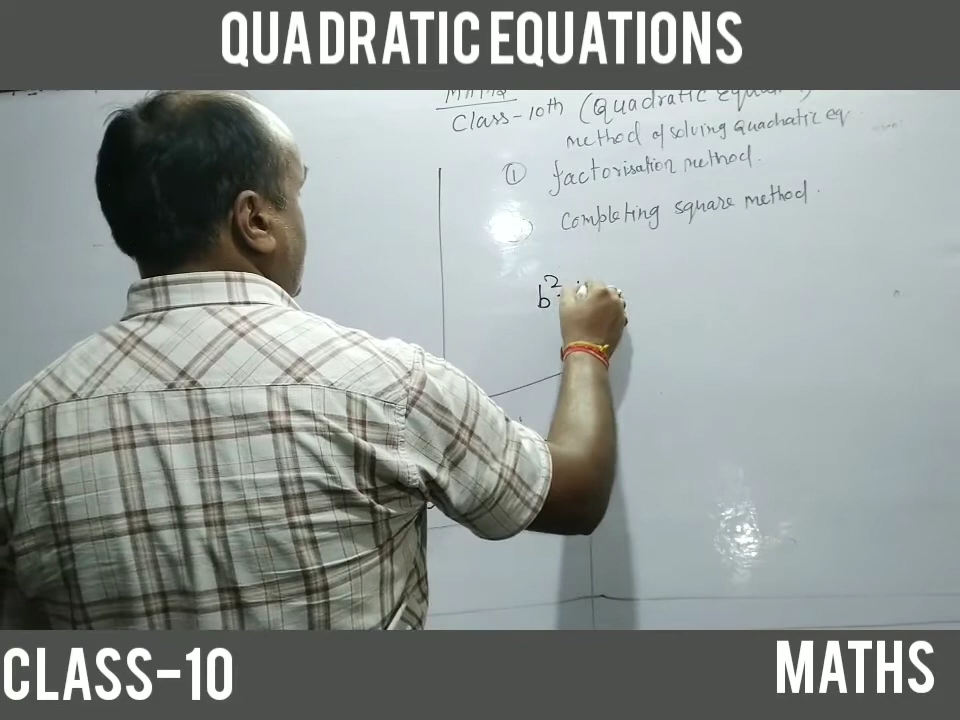 QUADRATIC EQUATIONS
Class-10th (Quadratic
method of solving Quadratic eq
① factorisation method.
Completing square method.
b²
CLASS-10
MATHS